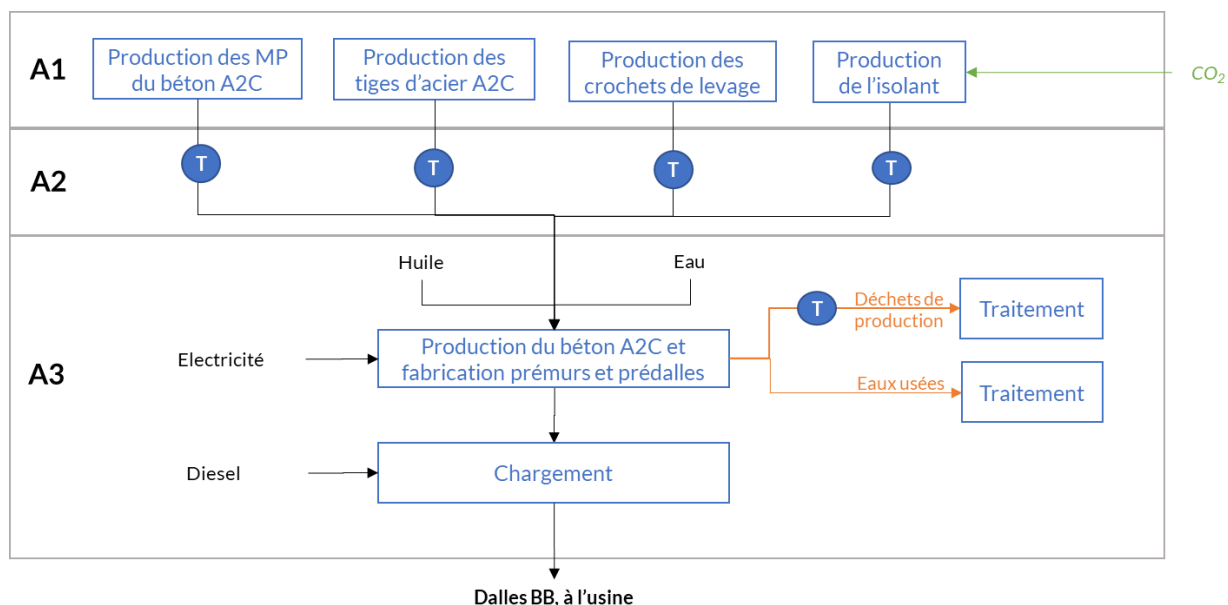 A1
Production des MP
du béton A2C
Production des
tiges d’acier A2C
Production des
crochets de levage
Production
de l’isolant
CO2
A2
T
T
T
T
A3
Huile
Eau
Electricité
Production du béton A2C et
fabrication prémurs et prédalles
T
Déchets de
production
Traitement
Eaux usées
Traitement
Diesel
Chargement
Dalles BB, à l’usine